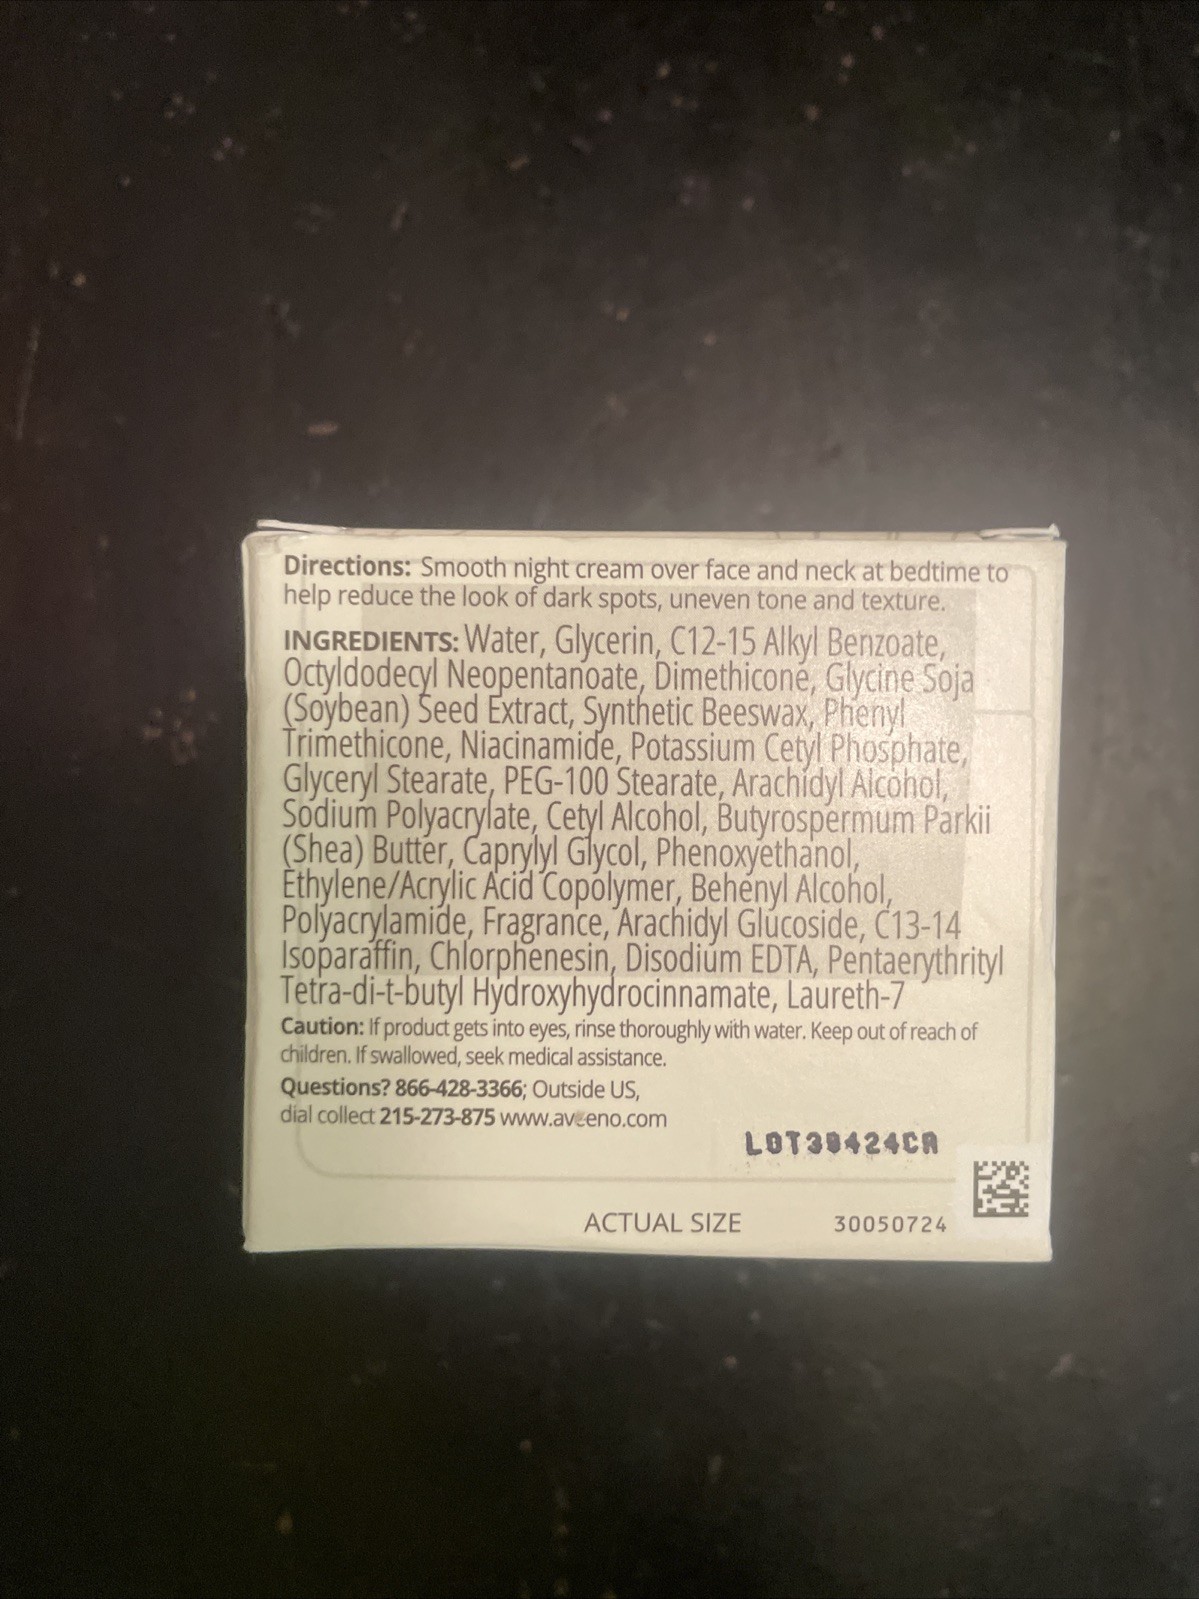 Directions: Smooth night cream over face and neck at bedtime to
help reduce the look of dark spots, uneven tone and texture.
INGREDIENTS: Water, Glycerin, C12-15 Alkyl Benzoate,
Octyldodecyl Neopentanoate, Dimethicone, Glycine Soja
(Soybean) Seed Extract, Synthetic Beeswax, Phenyl
Trimethicone, Niacinamide, Potassium Cetyl Phosphate,
Glyceryl Stearate, PEG-100 Stearate, Arachidyl Alcohol,
Sodium Polyacrylate, Cetyl Alcohol, Butyrospermum Parkii
(Shea) Butter, Caprylyl Glycol, Phenoxyethanol,
Ethylene/Acrylic Acid Copolymer, Behenyl Alcohol,
Polyacrylamide, Fragrance, Arachidyl Glucoside, C13-14
Isoparaffin, Chlorphenesin, Disodium EDTA, Pentaerythrityl
Tetra-di-t-butyl Hydroxyhydrocinnamate, Laureth-7
Caution: If product gets into eyes, rinse thoroughly with water. Keep out of reach of
children. If swallowed, seek medical assistance.
Questions? 866-428-3366; Outside US,
dial collect 215-273-875 www.aveeno.com
ACTUAL SIZE 30050724